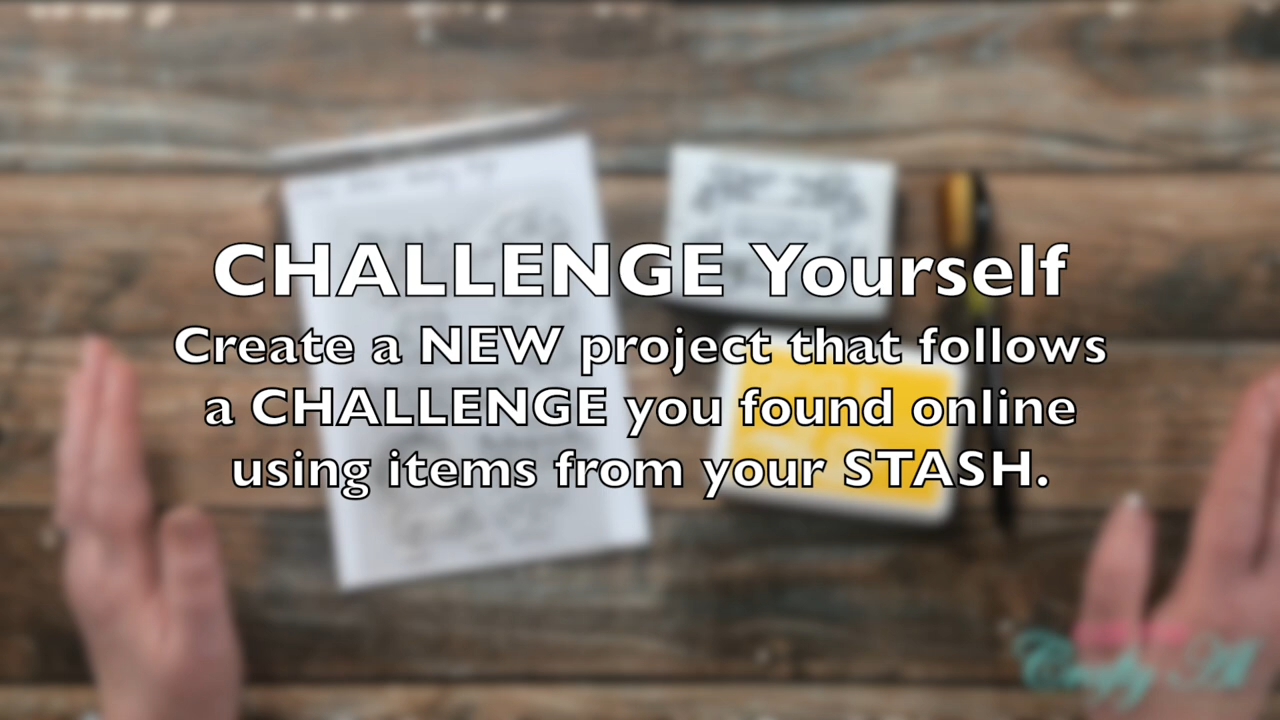 CHALLENGE Yourself
Create a NEW project that follows
a CHALLENGE you found online
using items from your STASH.